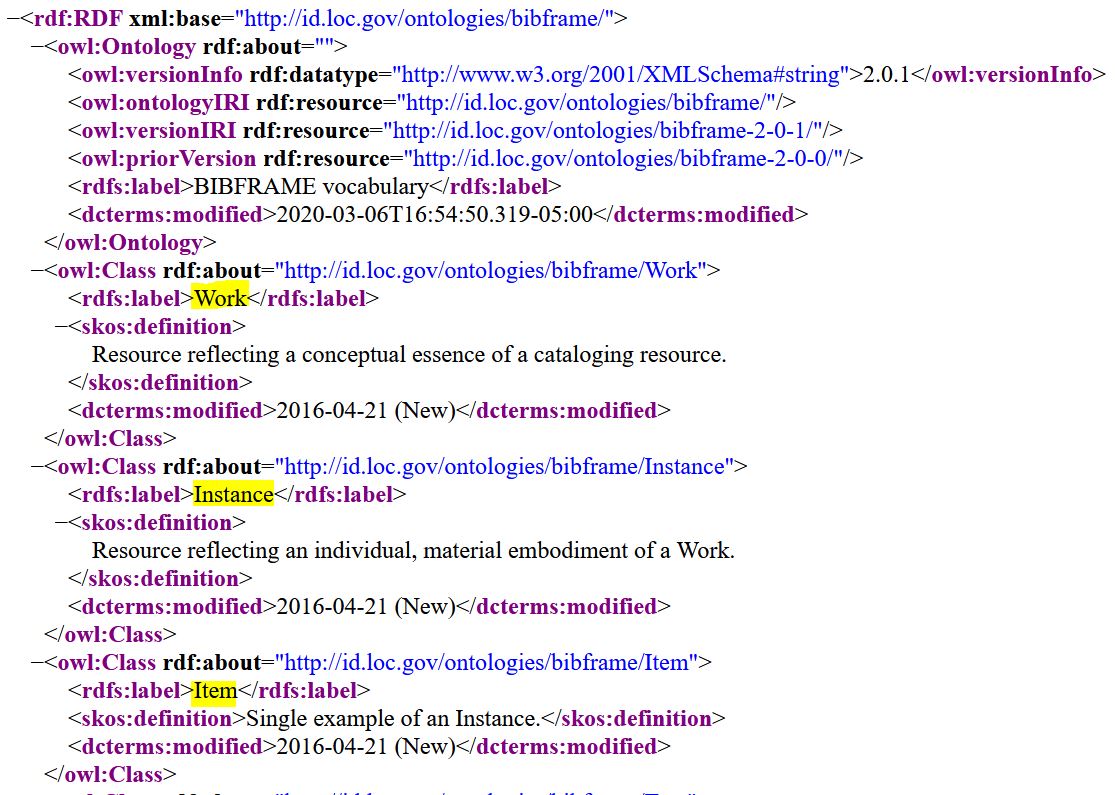 −<rdf:RDF xml:base="http://id.loc.gov/ontologies/bibframe/">
−<owl:Ontology rdf:about="">
<owl:versionInfo rdf:datatype="http://www.w3.org/2001/XMLSchema#string">2.0.1</owl:versionInfo>
<owl:ontologyIRI rdf:resource="http://id.loc.gov/ontologies/bibframe/"/>
<owl:versionIRI rdf:resource="http://id.loc.gov/ontologies/bibframe-2-0-1/"/>
<owl:priorVersion rdf:resource="http://id.loc.gov/ontologies/bibframe-2-0-0/"/>
<rdfs:label>BIBFRAME vocabulary</rdfs:label>
<dcterms:modified>2020-03-06T16:54:50.319-05:00</dcterms:modified>
</owl:Ontology>
−<owl:Class rdf:about="http://id.loc.gov/ontologies/bibframe/Work">
<rdfs:label>Work</rdfs:label>
−<skos:definition>
Resource reflecting a conceptual essence of a cataloging resource.
</skos:definition>
<dcterms:modified>2016-04-21 (New)</dcterms:modified>
</owl:Class>
−<owl:Class rdf:about="http://id.loc.gov/ontologies/bibframe/Instance">
<rdfs:label>Instance</rdfs:label>
−<skos:definition>
Resource reflecting an individual, material embodiment of a Work.
</skos:definition>
<dcterms:modified>2016-04-21 (New)</dcterms:modified>
</owl:Class>
−<owl:Class rdf:about="http://id.loc.gov/ontologies/bibframe/Item">
<rdfs:label>Item</rdfs:label>
<skos:definition>Single example of an Instance.</skos:definition>
<dcterms:modified>2016-04-21 (New)</dcterms:modified>
</owl:Class>